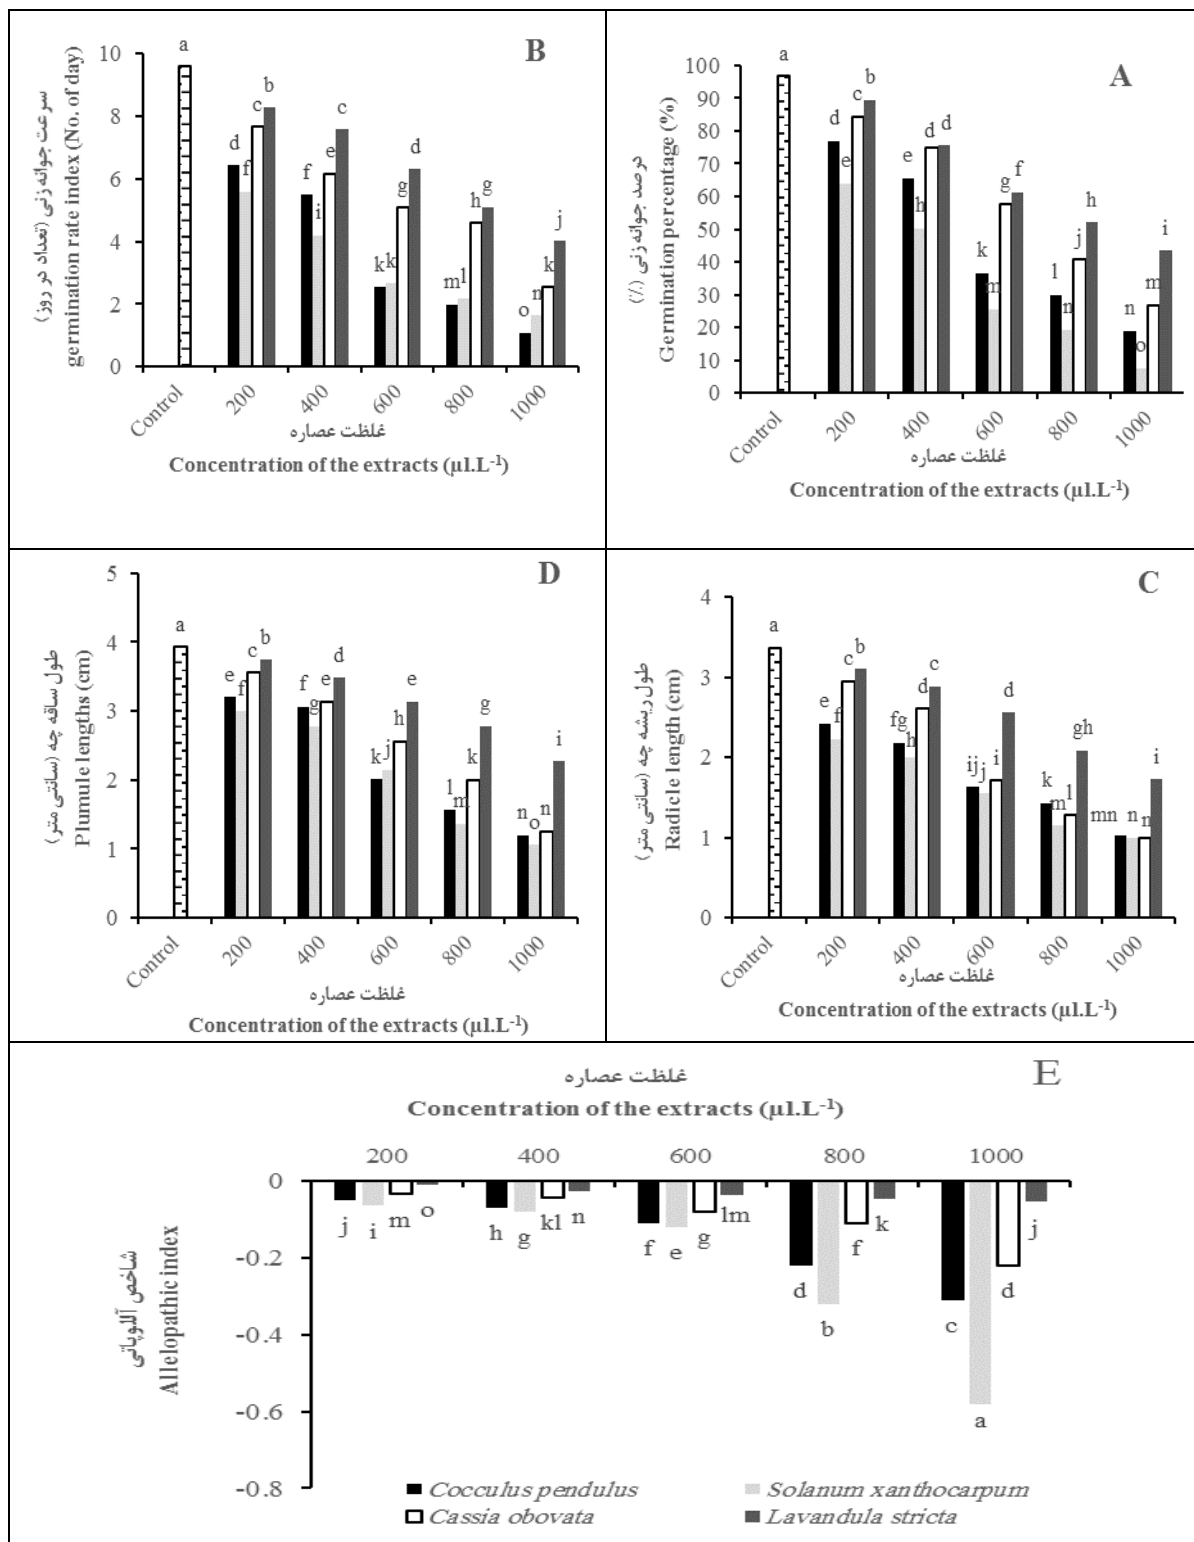 B
سرعت جوانه زنی (تعداد در روز)
germination rate index (No. of day)
10
8
6
4
2
0
a
d f c b
f i e c
k k g d
m l h g
o n k j
Control 200 400 600 800 1000
غلظت عصاره
Concentration of the extracts (µl.L-1)
A
درصد جوانه زنی (%)
Germination percentage (%)
100
90
80
70
60
50
40
30
20
10
0
a
d e c b
e h d d
k m g f
l n j h
n o m i
Control 200 400 600 800 1000
غلظت عصاره
Concentration of the extracts (µl.L-1)
D
طول ساقه چه (سانتی متر)
Plumule lengths (cm)
5
4
3
2
1
0
a
e f c b
f g e d
k j h e
l m k g
n o n i
Control 200 400 600 800 1000
غلظت عصاره
Concentration of the extracts (µl.L-1)
C
طول ریشه چه (سانتی متر)
Radicle length (cm)
4
3
2
1
0
a
e f c b
fg h d c
ij j i d
k m l gh
mn n n i
Control 200 400 600 800 1000
غلظت عصاره
Concentration of the extracts (µl.L-1)
E
غلظت عصاره
Concentration of the extracts (µl.L-1)
200 400 600 800 1000
شاخص آللوپاتی
Allelopathic index
0
-0.2
-0.4
-0.6
-0.8
j i m o
h g kl n
f e g lm
d b f k
c a d j
Cocculus pendulus Solanum xanthocarpum
Cassia obovata Lavandula stricta